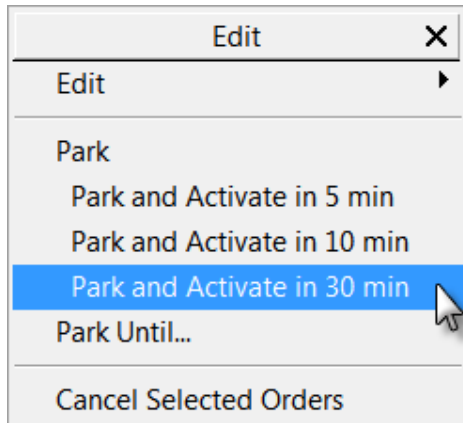 Edit
Edit
Park
Park and Activate in 5 min
Park and Activate in 10 min
Park and Activate in 30 min
Park Until...
Cancel Selected Orders